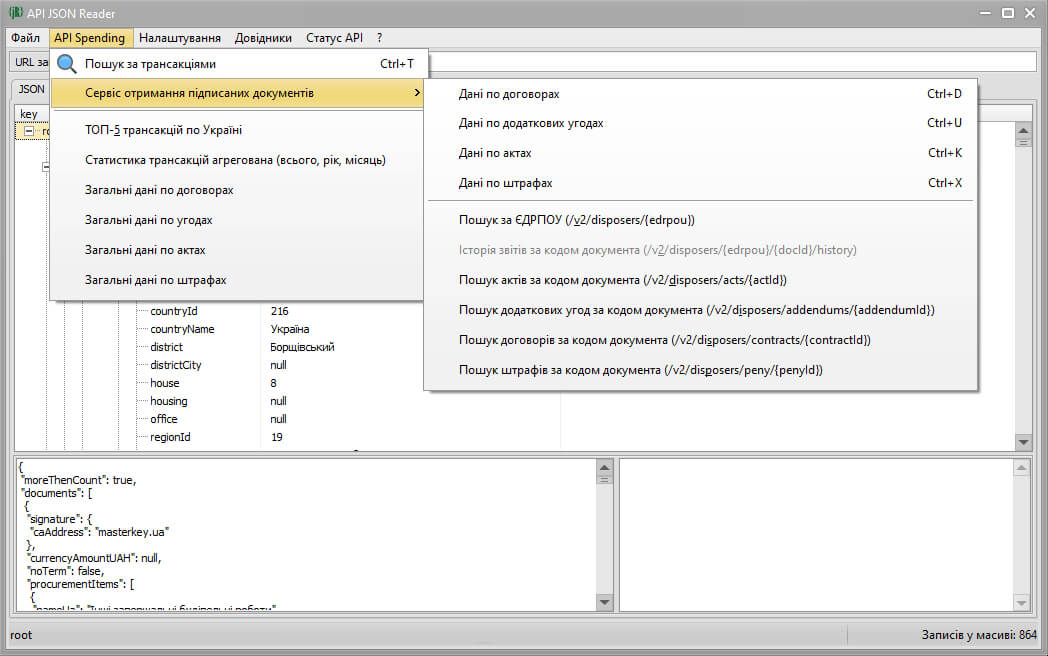 API JSON Reader
Файл API Spending Налаштування Довідники Статус API ?
URL за
Пошук за трансакціями Ctrl+T
Сервіс отримання підписаних документів
ТОП-5 трансакцій по Україні
Статистика трансакцій агрегована (всього, рік, місяць)
Загальні дані по договорах
Загальні дані по угодах
Загальні дані по актах
Загальні дані по штрафах
Дані по договорах Ctrl+D
Дані по додаткових угодах Ctrl+U
Дані по актах Ctrl+K
Дані по штрафах Ctrl+X
Пошук за ЄДРПОУ (/v2/disposers/{edrpou})
Історія звітів за кодом документа (/v2/disposers/{edrpou}/{docId}/history)
Пошук актів за кодом документа (/v2/disposers/acts/{actId})
Пошук додаткових угод за кодом документа (/v2/disposers/addendums/{addendumId})
Пошук договорів за кодом документа (/v2/disposers/contracts/{contractId})
Пошук штрафів за кодом документа (/v2/disposers/peny/{penyId})
JSON
key
ro
countryId 216
countryName Україна
district Борщівський
districtCity null
house 8
housing null
office null
regionId 19
{
"moreThenCount": true,
"documents": [
{
"signature": {
"caAddress": "masterkey.ua"
},
"currencyAmountUAH": null,
"noTerm": false,
"procurementItems": [
{
"nameUa": "Інші завершальні будівельні роботи"
root Записів у масиві: 864